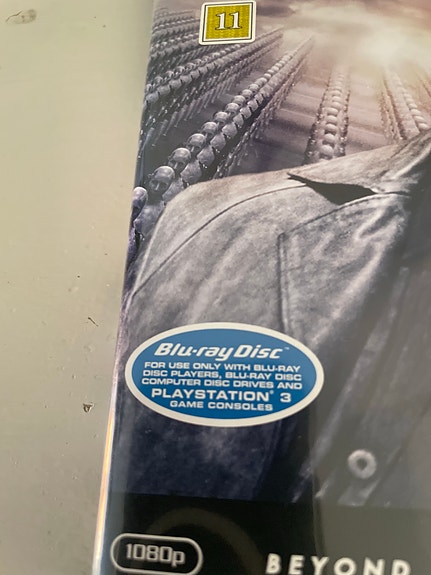 11
Blu-ray Disc™
FOR USE ONLY WITH BLU-RAY
DISC PLAYERS, BLU-RAY DISC
COMPUTER DISC DRIVES AND
PLAYSTATION® 3
GAME CONSOLES
1080p
BEYOND